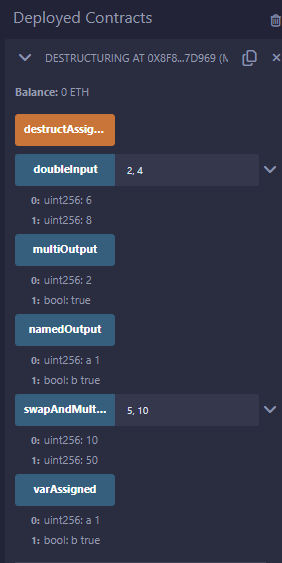 Deployed Contracts
DESTRUCTURING AT 0X8F8...7D969 (M
Balance: 0 ETH
destructAssig...
doubleInput 2, 4
0: uint256: 6
1: uint256: 8
multiOutput
0: uint256: 2
1: bool: true
namedOutput
0: uint256: a 1
1: bool: b true
swapAndMult... 5, 10
0: uint256: 10
1: uint256: 50
varAssigned
0: uint256: a 1
1: bool: b true